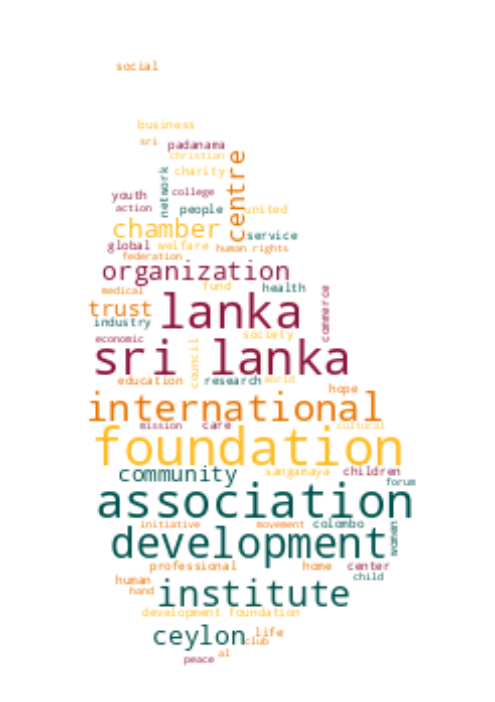 social
business
sri padanama
christian
charity
centre
network
youth college
action people united
chamber service
global welfare human rights
federation
organization
medical fund health
commerce
trust lanka
industry
economic society
council
sri lanka
education research world
hope
international
mission care cultural
foundation
community sangamaya children
forum
association
initiative movement colombo
women
development
professional home center
human child
hand institute
development foundation
ceylon life
club
peace al